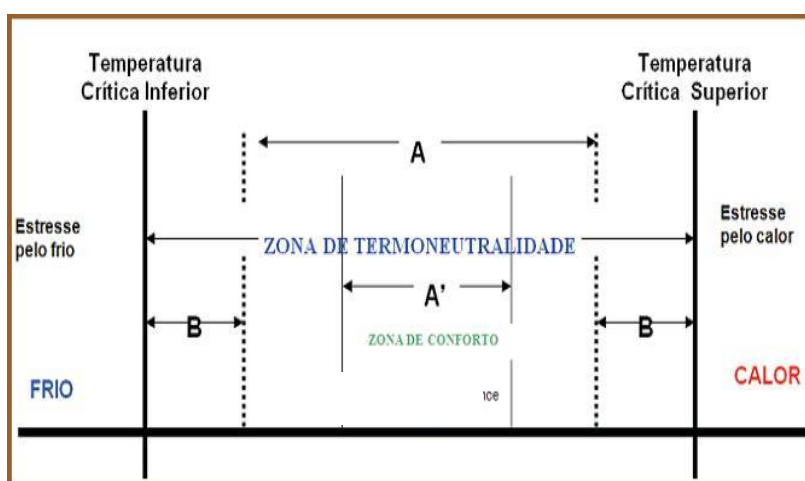 Temperatura
Crítica Inferior
Temperatura
Crítica Superior
A
Estresse
pelo frio
ZONA DE TERMONEUTRALIDADE
Estresse
pelo calor
A'
B
B
ZONA DE CONFORTO
FRIO
CALOR